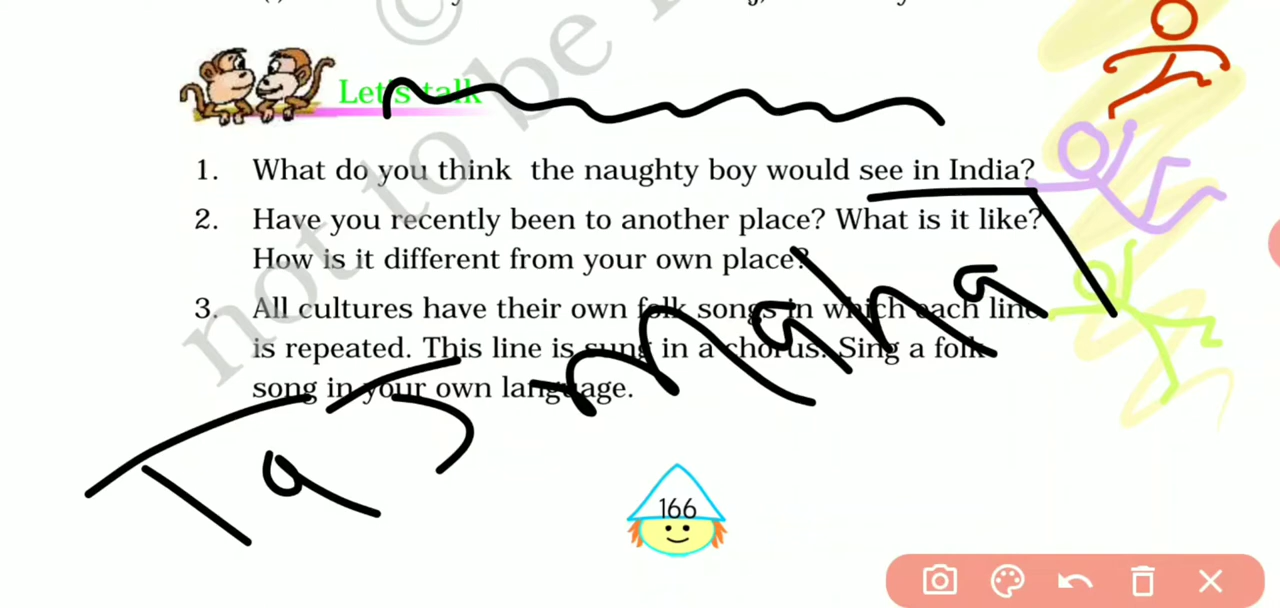 Let's talk
1. What do you think the naughty boy would see in India?
2. Have you recently been to another place? What is it like?
How is it different from your own place?
3. All cultures have their own folk songs in which each line
is repeated. This line is sung in a chorus. Sing a folk
song in your own language.
Taj mahal
166
not to be